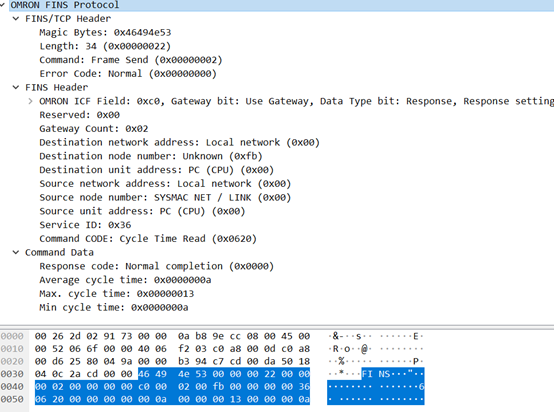 OMRON FINS Protocol
FINS/TCP Header
Magic Bytes: 0x46494e53
Length: 34 (0x00000022)
Command: Frame Send (0x00000002)
Error Code: Normal (0x00000000)
FINS Header
OMRON ICF Field: 0xc0, Gateway bit: Use Gateway, Data Type bit: Response, Response setting
Reserved: 0x00
Gateway Count: 0x02
Destination network address: Local network (0x00)
Destination node number: Unknown (0xfb)
Destination unit address: PC (CPU) (0x00)
Source network address: Local network (0x00)
Source node number: SYSMAC NET / LINK (0x00)
Source unit address: PC (CPU) (0x00)
Service ID: 0x36
Command CODE: Cycle Time Read (0x0620)
Command Data
Response code: Normal completion (0x0000)
Average cycle time: 0x0000000a
Max. cycle time: 0x00000013
Min cycle time: 0x0000000a
0000 00 26 2d 02 91 73 00 00 0a b8 9e cc 08 00 45 00 ·&-··s·· ······E·
0010 00 52 06 6f 00 00 40 06 f2 03 c0 a8 00 0d c0 a8 ·R·o··@· ········
0020 00 d6 25 80 04 9a 00 00 b3 94 c7 cd 00 da 50 18 ··%····· ······P·
0030 04 0c 2a cd 00 00 46 49 4e 53 00 00 00 22 00 00 ··*···FI NS···"··
0040 00 02 00 00 00 00 c0 00 02 00 fb 00 00 00 00 36 ········ ·······6
0050 06 20 00 00 00 00 00 0a 00 00 00 13 00 00 00 0a